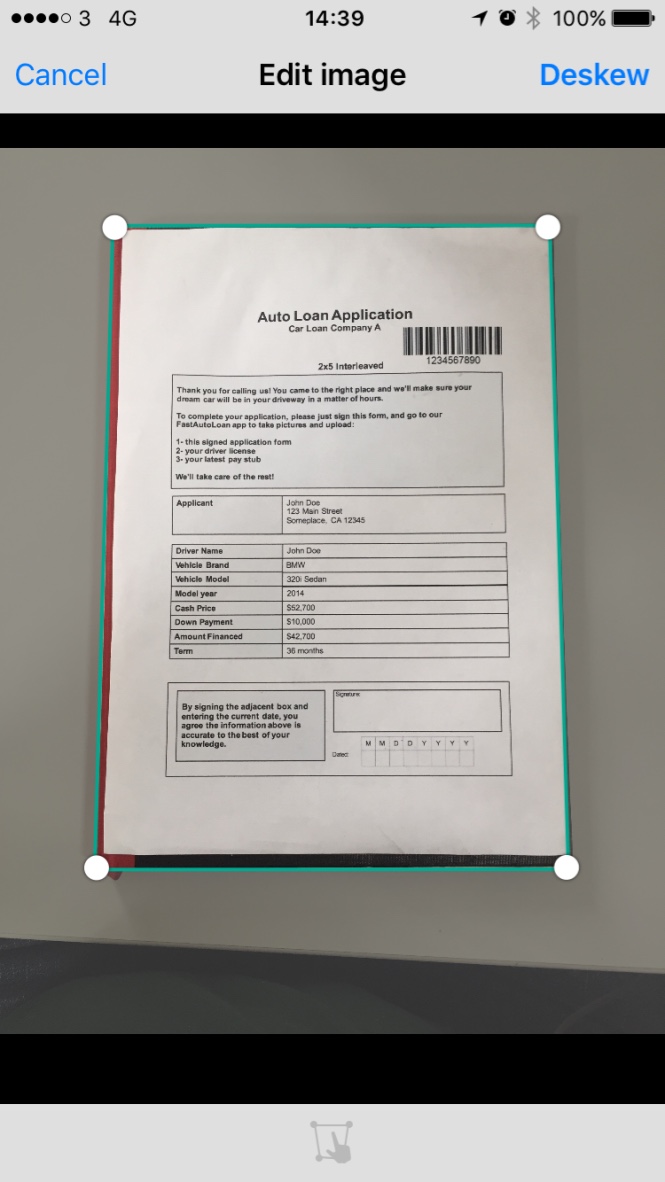 3 4G 14:39 100%
Cancel Edit image Deskew
Auto Loan Application
Car Loan Company A
1234567890
2x5 Interleaved
Thank you for calling us! You came to the right place and we'll make sure your
dream car will be in your driveway in a matter of hours.
To complete your application, please just sign this form, and go to our
FastAutoLoan app to take pictures and upload:
1- this signed application form
2- your driver license
3- your latest pay stub
We'll take care of the rest!
Applicant John Doe
123 Main Street
Someplace, CA 12345
Driver Name John Doe
Vehicle Brand BMW
Vehicle Model 320i Sedan
Model year 2014
Cash Price $52,700
Down Payment $10,000
Amount Financed $42,700
Term 36 months
Signature:
By signing the adjacent box and
entering the current date, you
agree the information above is
accurate to the best of your
knowledge.
M M D D Y Y Y Y
Dated: